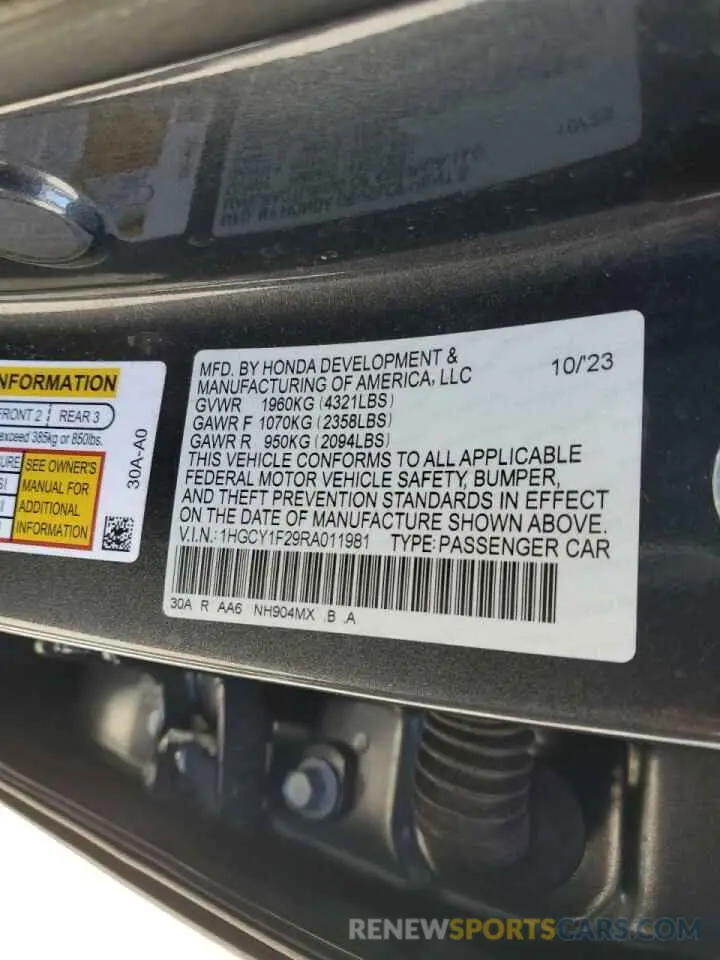 MFD. BY HONDA DEVELOPMENT & 10/'23
MANUFACTURING OF AMERICA, LLC
GVWR 1960KG (4321LBS)
GAWR F 1070KG (2358LBS)
GAWR R 950KG (2094LBS)
THIS VEHICLE CONFORMS TO ALL APPLICABLE
FEDERAL MOTOR VEHICLE SAFETY, BUMPER,
AND THEFT PREVENTION STANDARDS IN EFFECT
ON THE DATE OF MANUFACTURE SHOWN ABOVE.
V.I.N.: 1HGCY1F29RA011981 TYPE: PASSENGER CAR
30A R AA6 NH904MX .B .A
NFORMATION
FRONT 2 REAR 3
exceed 385kg or 850lbs.
SEE OWNER'S
MANUAL FOR
ADDITIONAL
INFORMATION
30A-A0
RENEWSPORTSCARS.COM